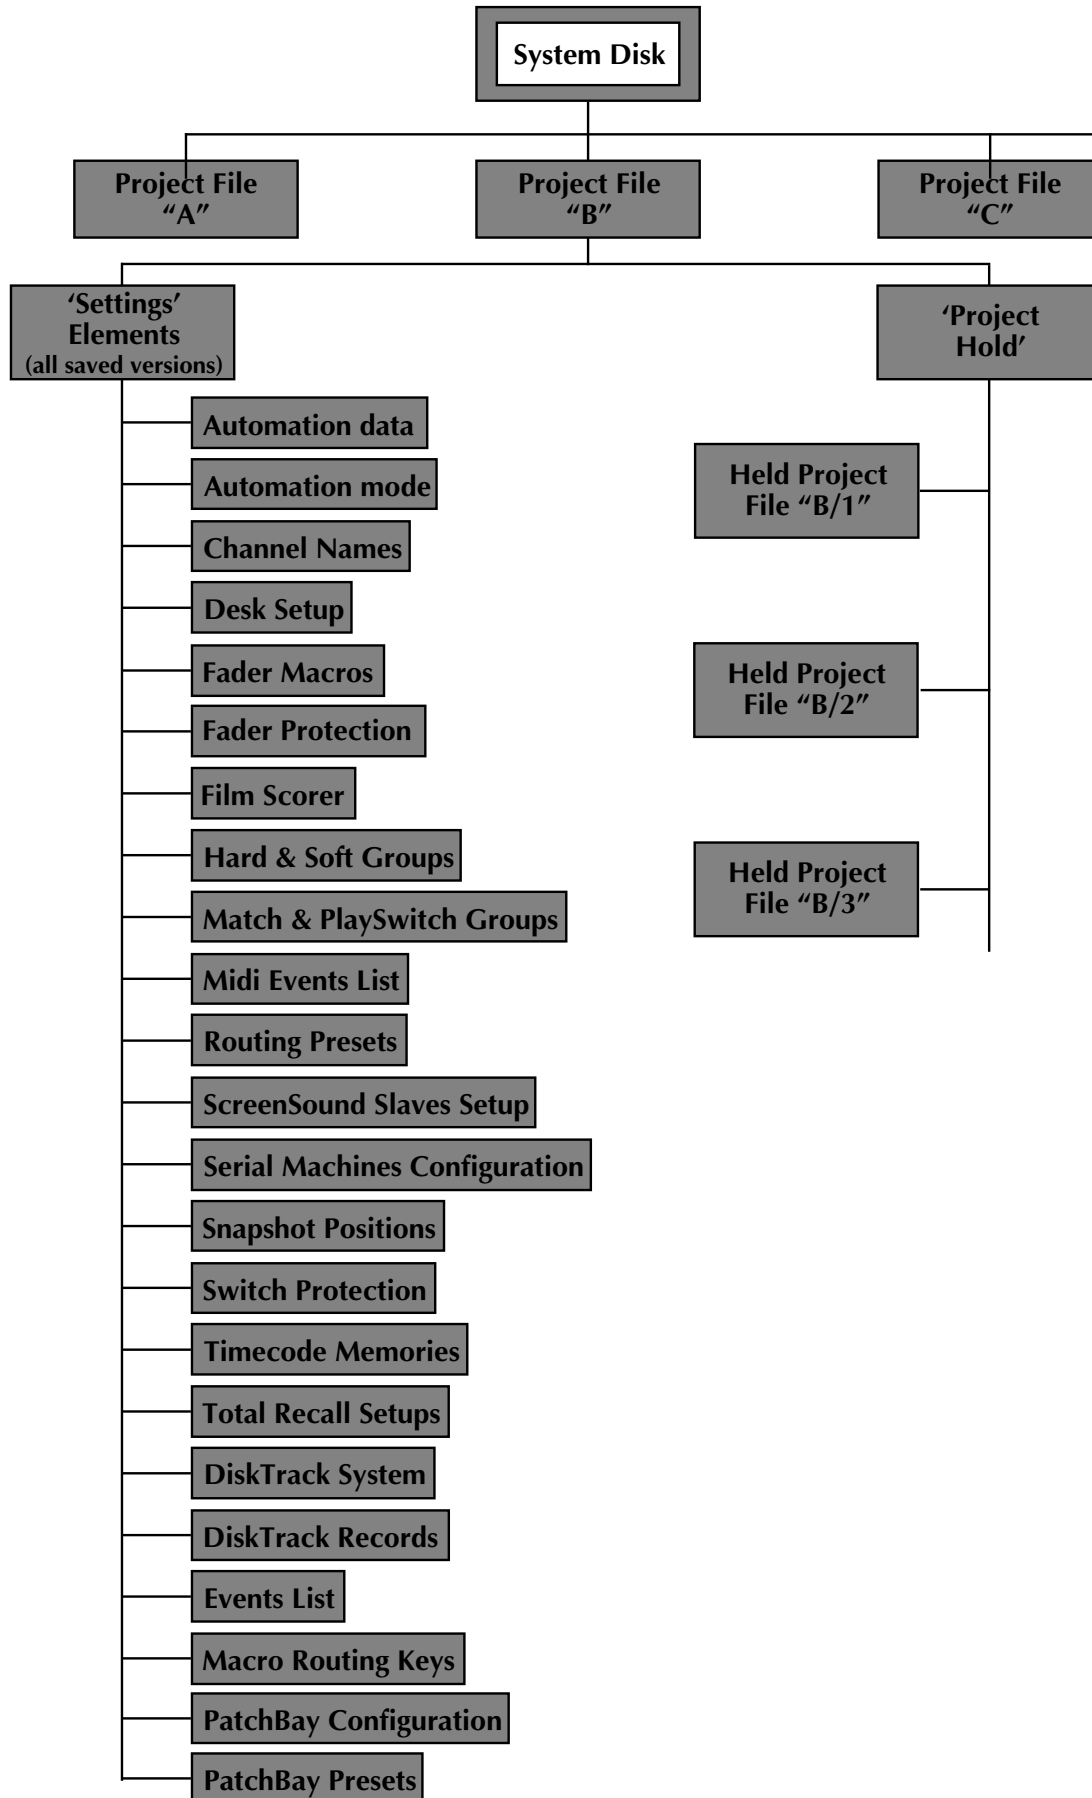 System Disk
Project File
“A”
Project File
“B”
Project File
“C”
‘Settings’
Elements
(all saved versions)
‘Project
Hold’
Automation data
Automation mode
Channel Names
Desk Setup
Fader Macros
Fader Protection
Film Scorer
Hard & Soft Groups
Match & PlaySwitch Groups
Midi Events List
Routing Presets
ScreenSound Slaves Setup
Serial Machines Configuration
Snapshot Positions
Switch Protection
Timecode Memories
Total Recall Setups
DiskTrack System
DiskTrack Records
Events List
Macro Routing Keys
PatchBay Configuration
PatchBay Presets
Held Project
File “B/1”
Held Project
File “B/2”
Held Project
File “B/3”